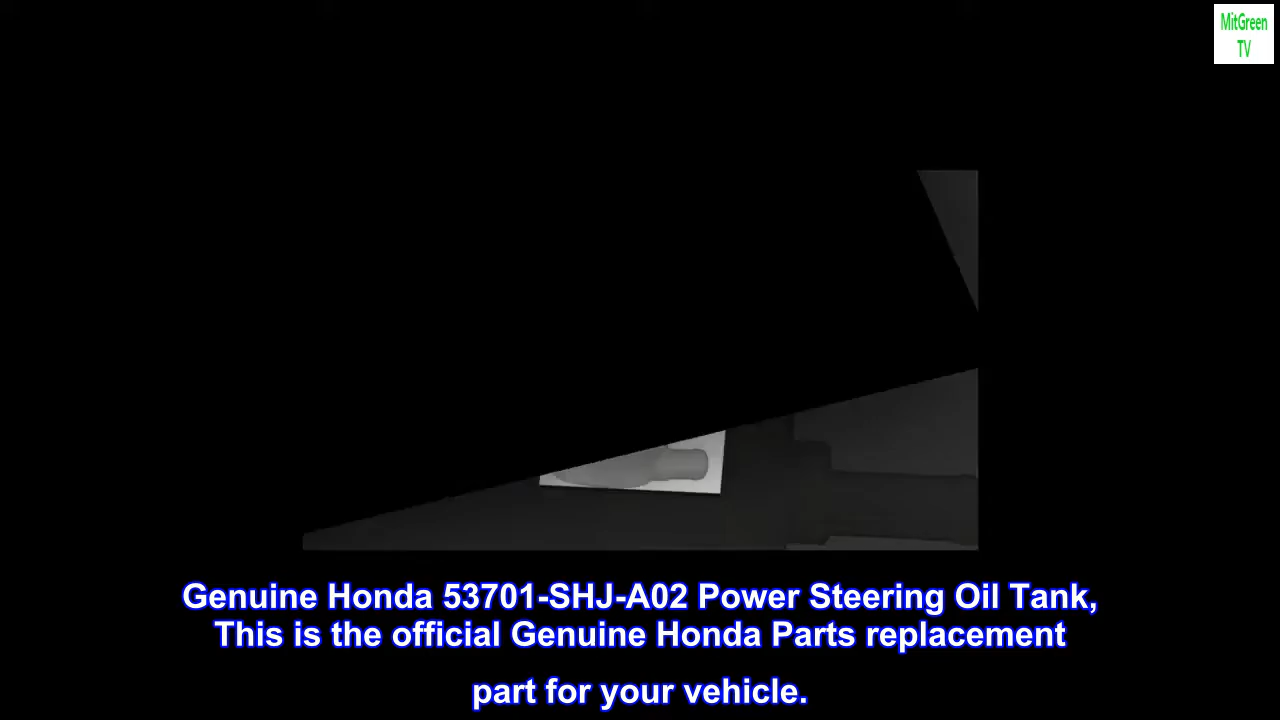 MitGreen
TV
Genuine Honda 53701-SHJ-A02 Power Steering Oil Tank,
This is the official Genuine Honda Parts replacement
part for your vehicle.